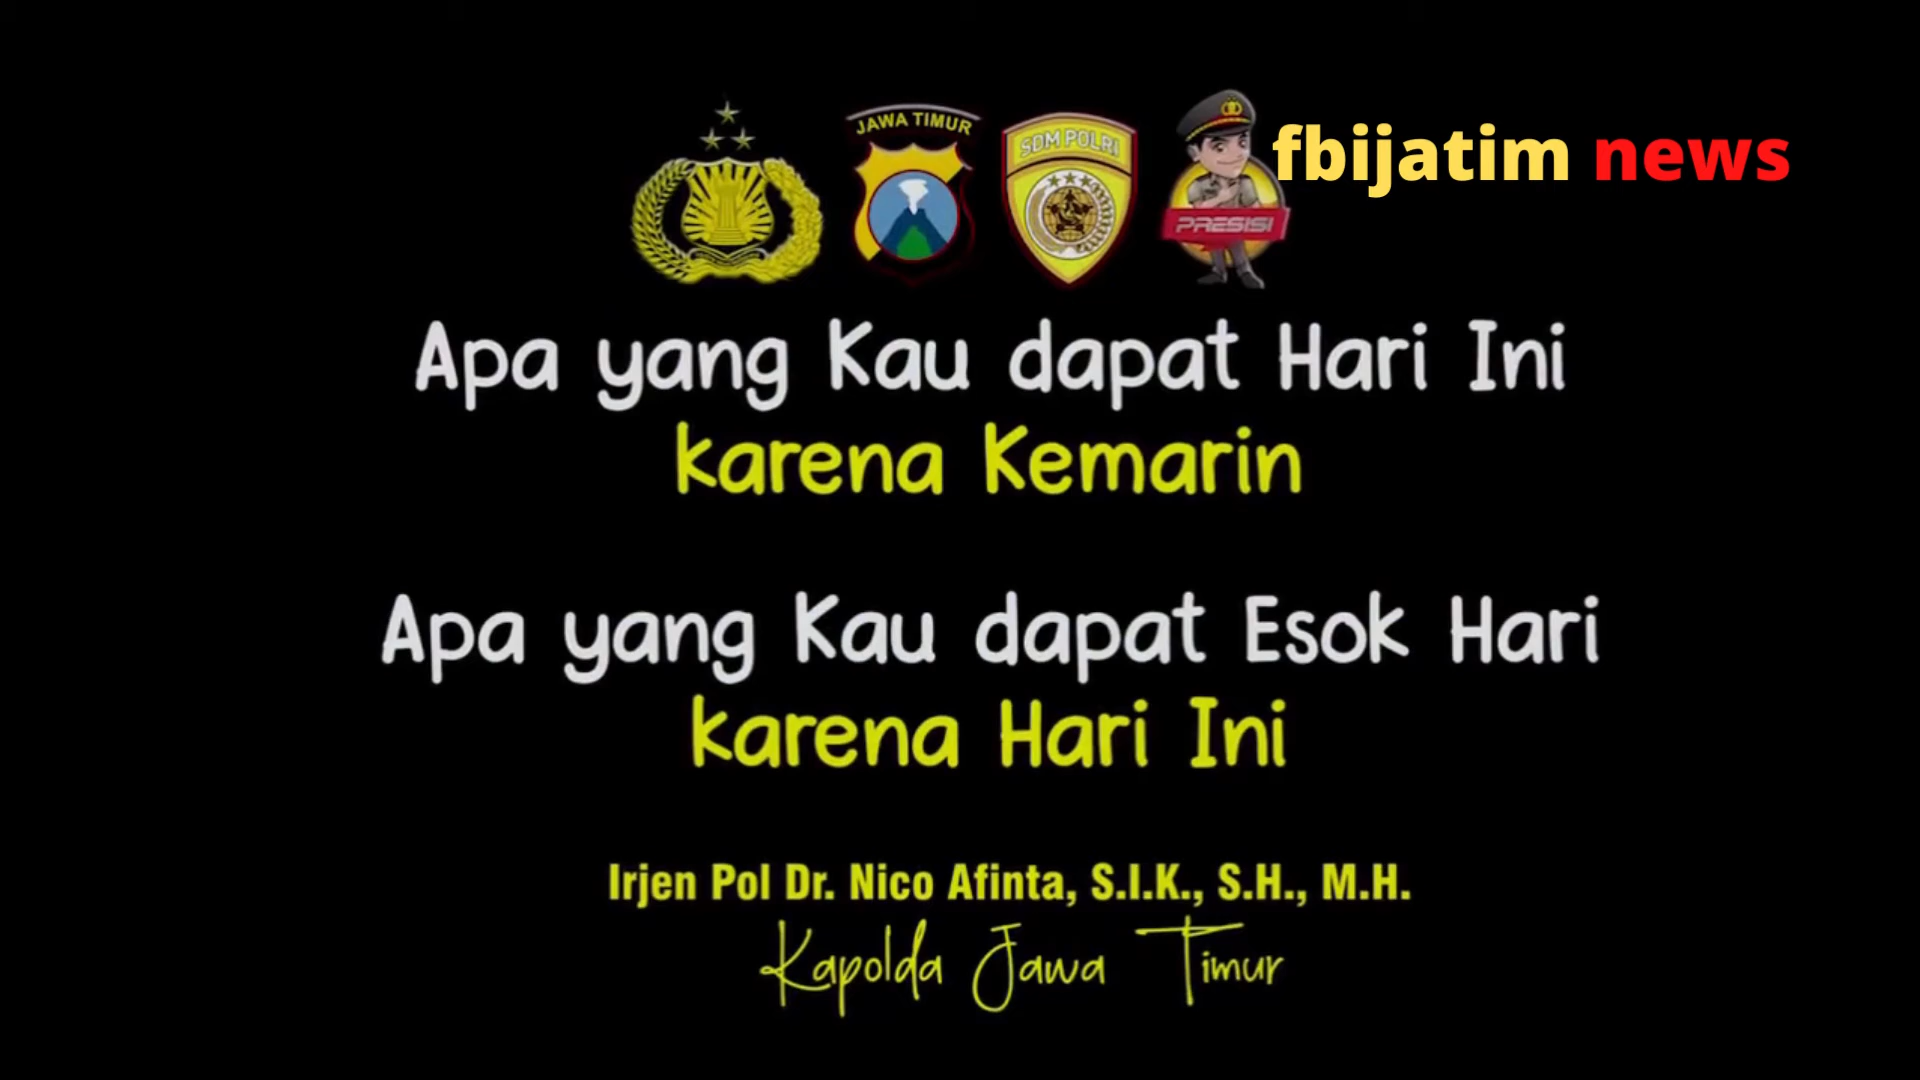 JAWA TIMUR
SDM POLRI
PRESISI
fbijatim news
Apa yang Kau dapat Hari Ini
karena Kemarin
Apa yang Kau dapat Esok Hari
karena Hari Ini
Irjen Pol Dr. Nico Afinta, S.I.K., S.H., M.H.
Kapolda Jawa Timur